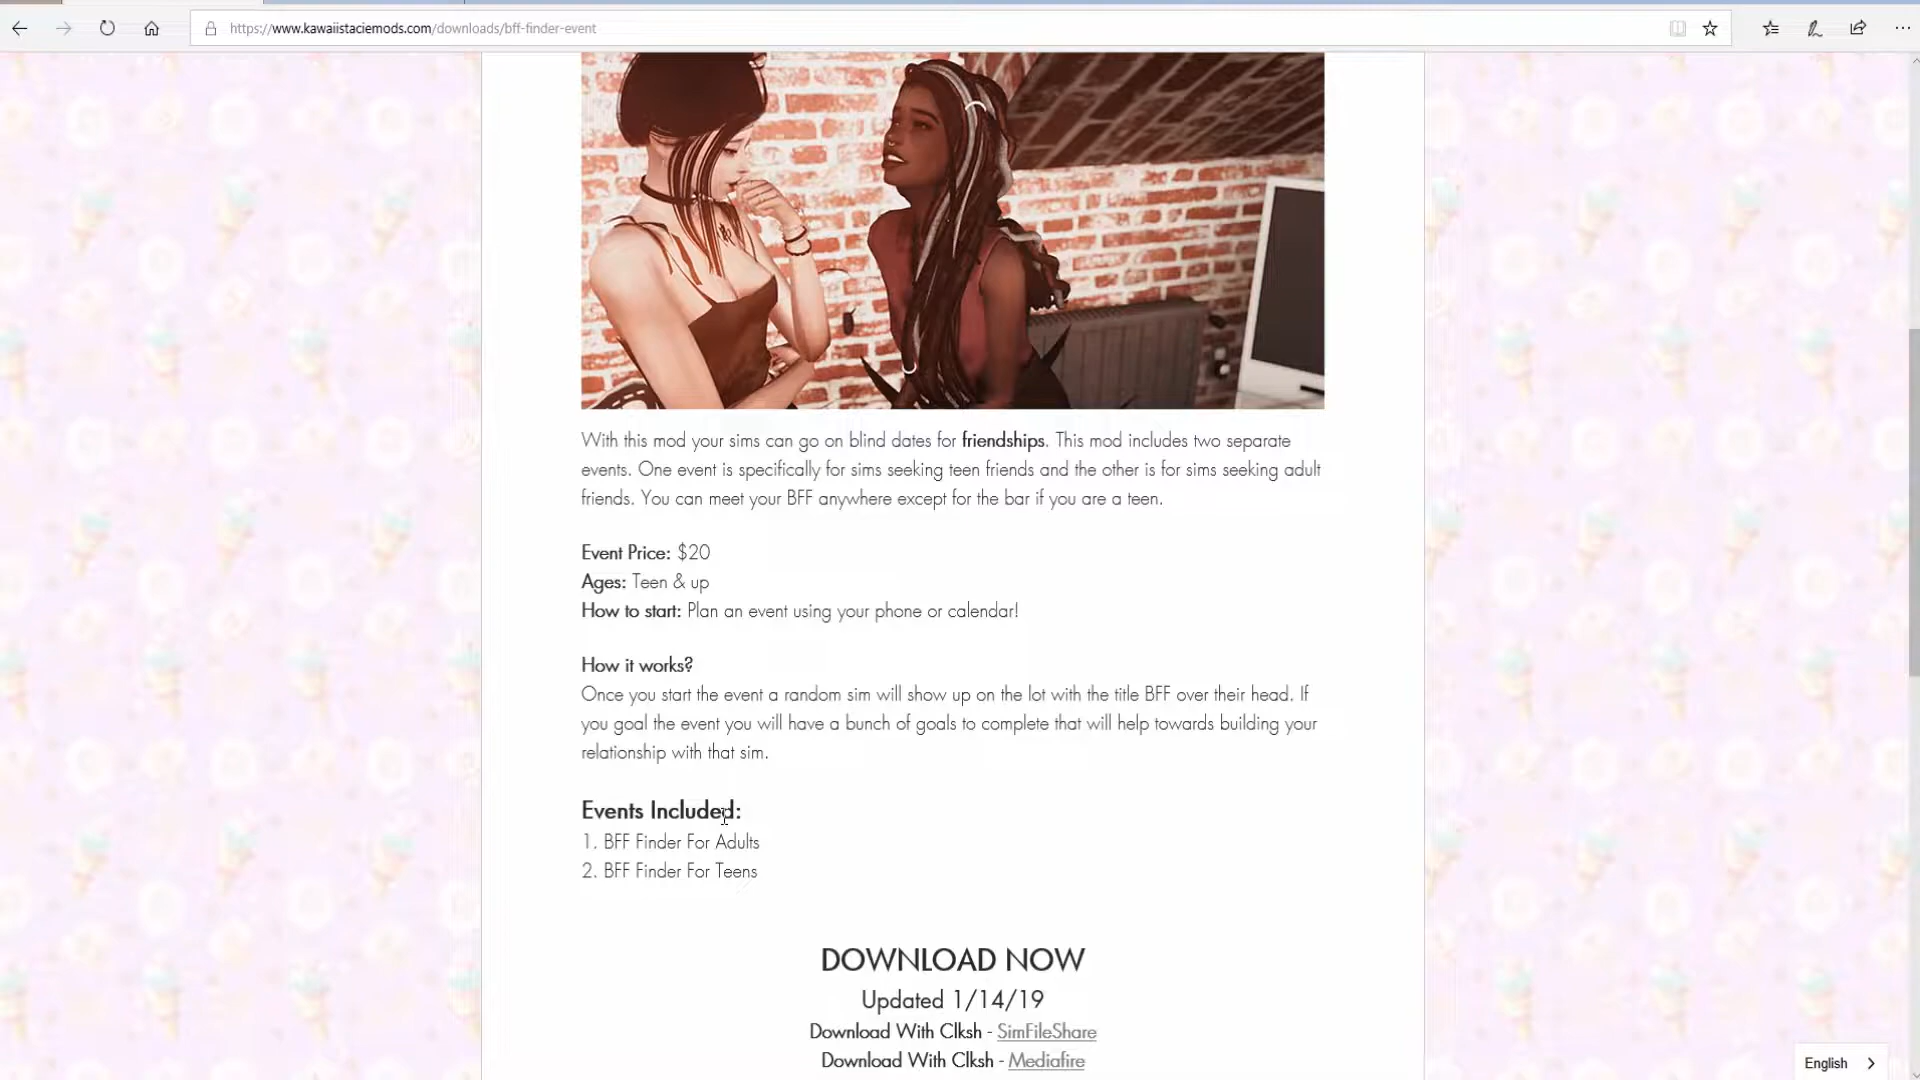 https://www.kawaiistaciemods.com/downloads/bff-finder-event
With this mod your sims can go on blind dates for friendships. This mod includes two separate
events. One event is specifically for sims seeking teen friends and the other is for sims seeking adult
friends. You can meet your BFF anywhere except for the bar if you are a teen.
Event Price: $20
Ages: Teen & up
How to start: Plan an event using your phone or calendar!
How it works?
Once you start the event a random sim will show up on the lot with the title BFF over their head. If
you goal the event you will have a bunch of goals to complete that will help towards building your
relationship with that sim.
Events Included:
1. BFF Finder For Adults
2. BFF Finder For Teens
DOWNLOAD NOW
Updated 1/14/19
Download With Clksh - SimFileShare
Download With Clksh - Mediafire
English